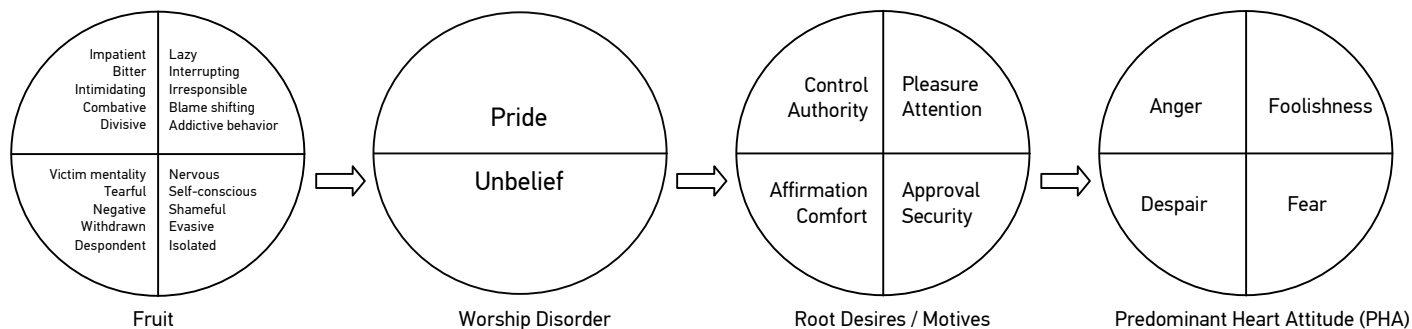 Impatient
Bitter
Intimidating
Combative
Divisive
Lazy
Interrupting
Irresponsible
Blame shifting
Addictive behavior
Victim mentality
Tearful
Negative
Withdrawn
Despondent
Nervous
Self-conscious
Shameful
Evasive
Isolated
Fruit
Pride
Unbelief
Worship Disorder
Control
Authority
Pleasure
Attention
Affirmation
Comfort
Approval
Security
Root Desires / Motives
Anger
Foolishness
Despair
Fear
Predominant Heart Attitude (PHA)